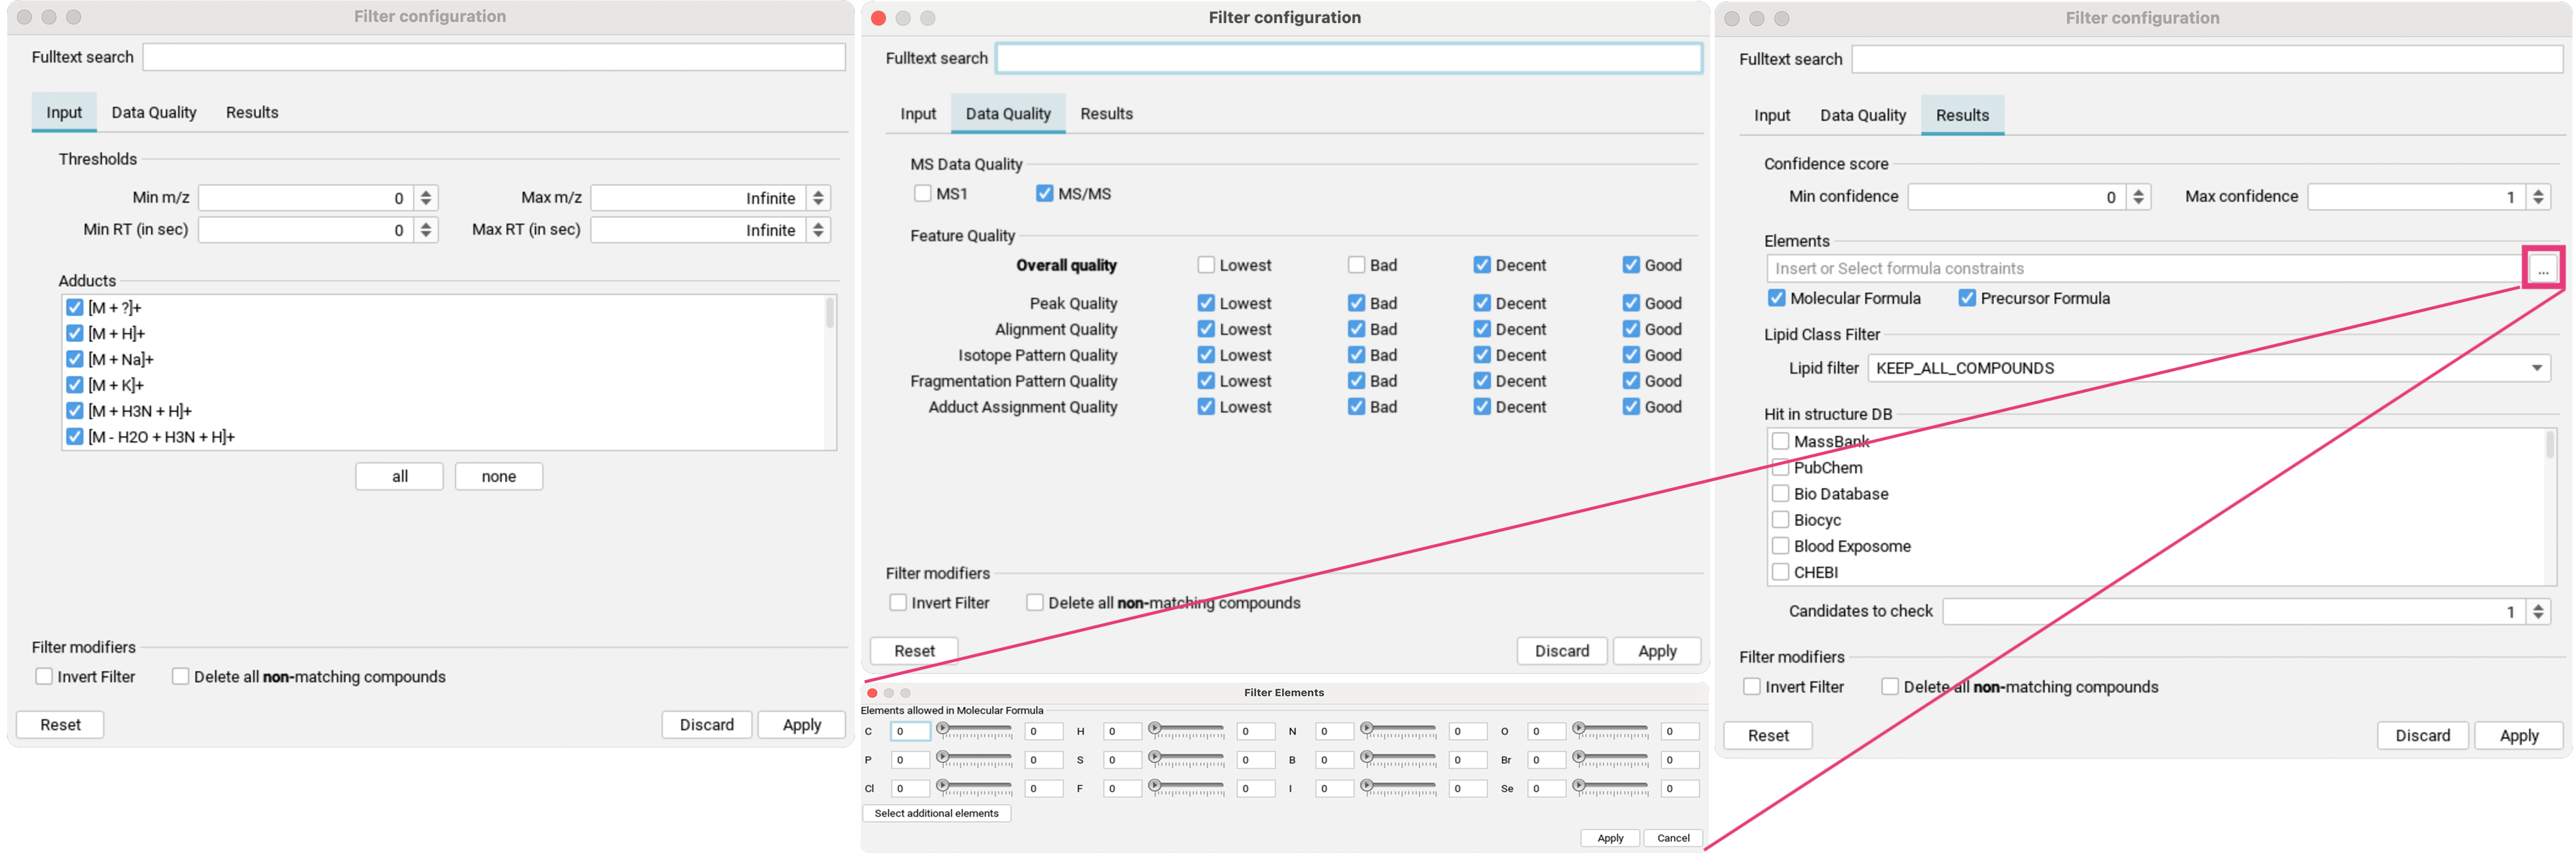 Filter configuration
Fulltext search
Input Data Quality Results
Thresholds
Min m/z 0 Max m/z Infinite
Min RT (in sec) 0 Max RT (in sec) Infinite
Adducts
[M + ?]+
[M + H]+
[M + Na]+
[M + K]+
[M + H3N + H]+
[M - H2O + H3N + H]+
all none
Filter modifiers
Invert Filter Delete all non-matching compounds
Reset Discard Apply
Filter configuration
Fulltext search
Input Data Quality Results
MS Data Quality
MS1 MS/MS
Feature Quality
Overall quality Lowest Bad Decent Good
Peak Quality Lowest Bad Decent Good
Alignment Quality Lowest Bad Decent Good
Isotope Pattern Quality Lowest Bad Decent Good
Fragmentation Pattern Quality Lowest Bad Decent Good
Adduct Assignment Quality Lowest Bad Decent Good
Filter modifiers
Invert Filter Delete all non-matching compounds
Reset Discard Apply
Filter Elements
Elements allowed in Molecular Formula
C 0 0 H 0 0 N 0 0 O 0 0
P 0 0 S 0 0 B 0 0 Br 0 0
Cl 0 0 F 0 0 I 0 0 Se 0 0
Select additional elements
Apply Cancel
Filter configuration
Fulltext search
Input Data Quality Results
Confidence score
Min confidence 0 Max confidence 1
Elements
Insert or Select formula constraints ...
Molecular Formula Precursor Formula
Lipid Class Filter
Lipid filter KEEP_ALL_COMPOUNDS
Hit in structure DB
MassBank
PubChem
Bio Database
Biocyc
Blood Exposome
CHEBI
Candidates to check 1
Filter modifiers
Invert Filter Delete all non-matching compounds
Reset Discard Apply